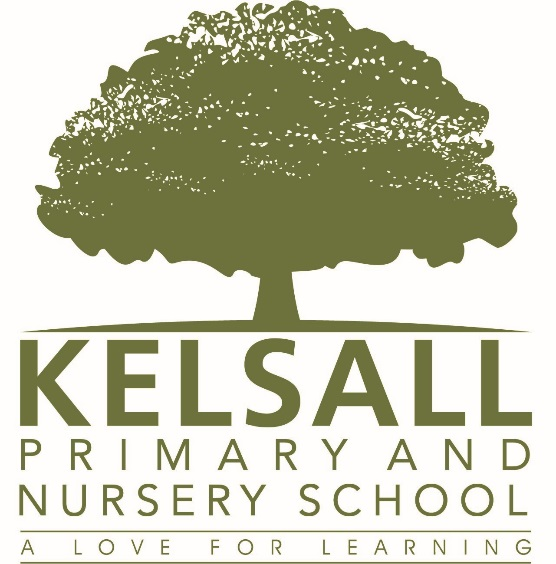 KELSALL
PRIMARY AND
NURSERY SCHOOL
A LOVE FOR LEARNING